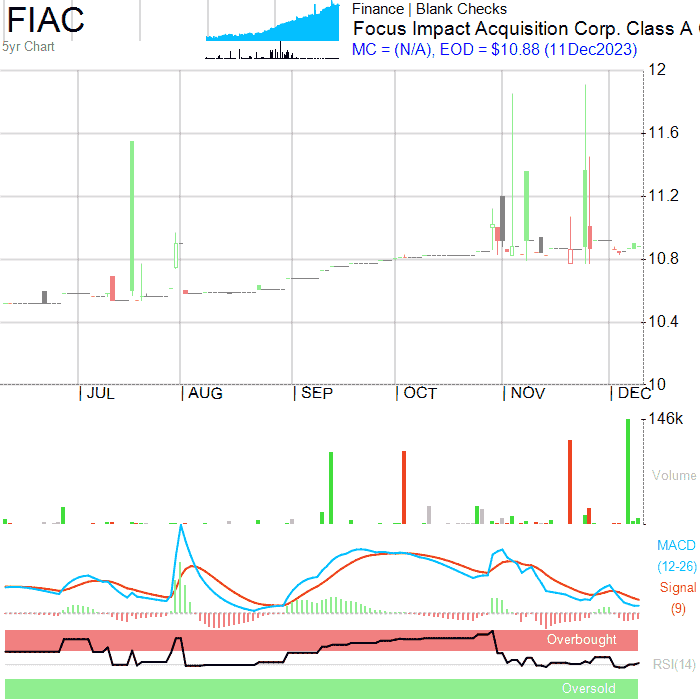 FIAC
5yr Chart
Finance | Blank Checks
Focus Impact Acquisition Corp. Class A
MC = (N/A), EOD = $10.88 (11Dec2023)
12
11.6
11.2
10.8
10.4
10
| JUL
| AUG
| SEP
| OCT
| NOV
| DEC
146k
Volume
MACD
(12-26)
Signal
(9)
Overbought
RSI(14)
Oversold